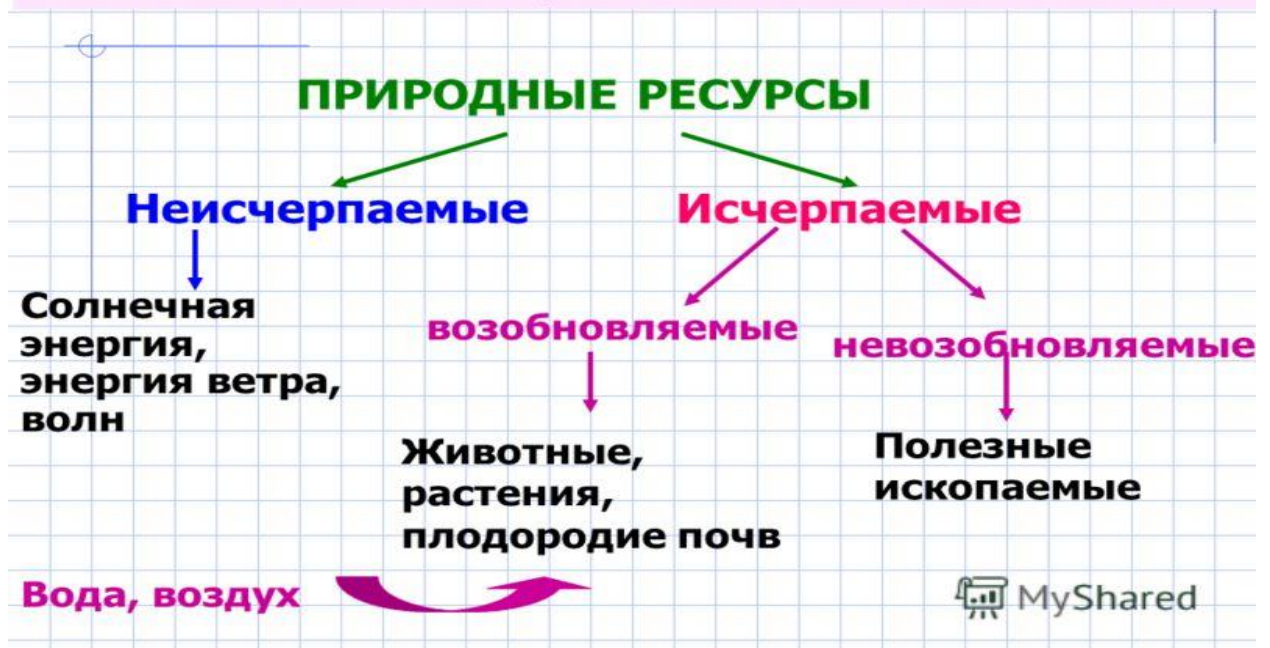 ПРИРОДНЫЕ РЕСУРСЫ
Неисчерпаемые
Исчерпаемые
Солнечная
энергия,
энергия ветра,
волн
возобновляемые
невозобновляемые
Животные,
растения,
плодородие почв
Полезные
ископаемые
Вода, воздух
MyShared